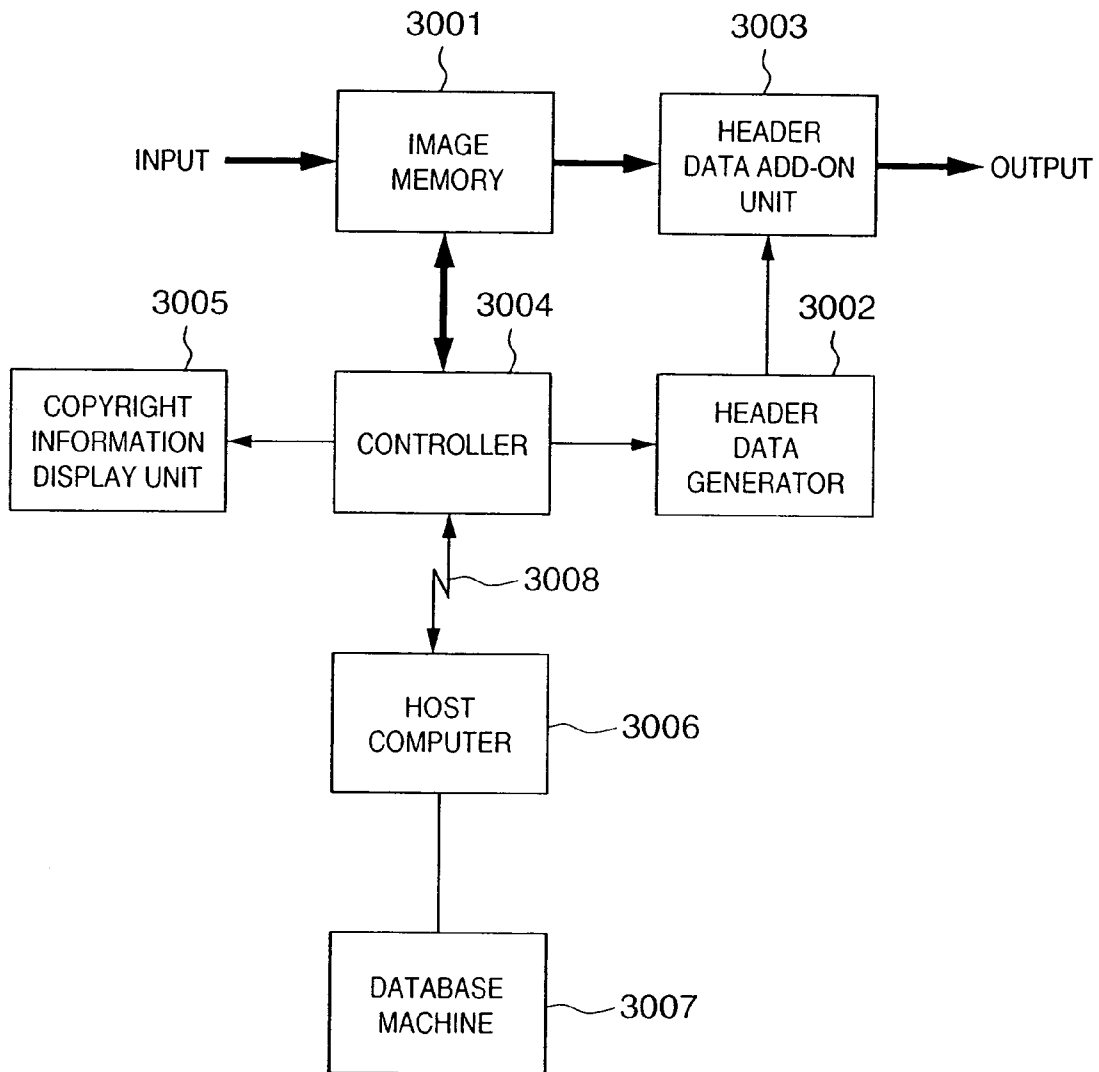 3001
3003
INPUT
IMAGE
MEMORY
HEADER
DATA ADD-ON
UNIT
OUTPUT
3005
3004
3002
COPYRIGHT
INFORMATION
DISPLAY UNIT
CONTROLLER
HEADER
DATA
GENERATOR
3008
HOST
COMPUTER
3006
DATABASE
MACHINE
3007